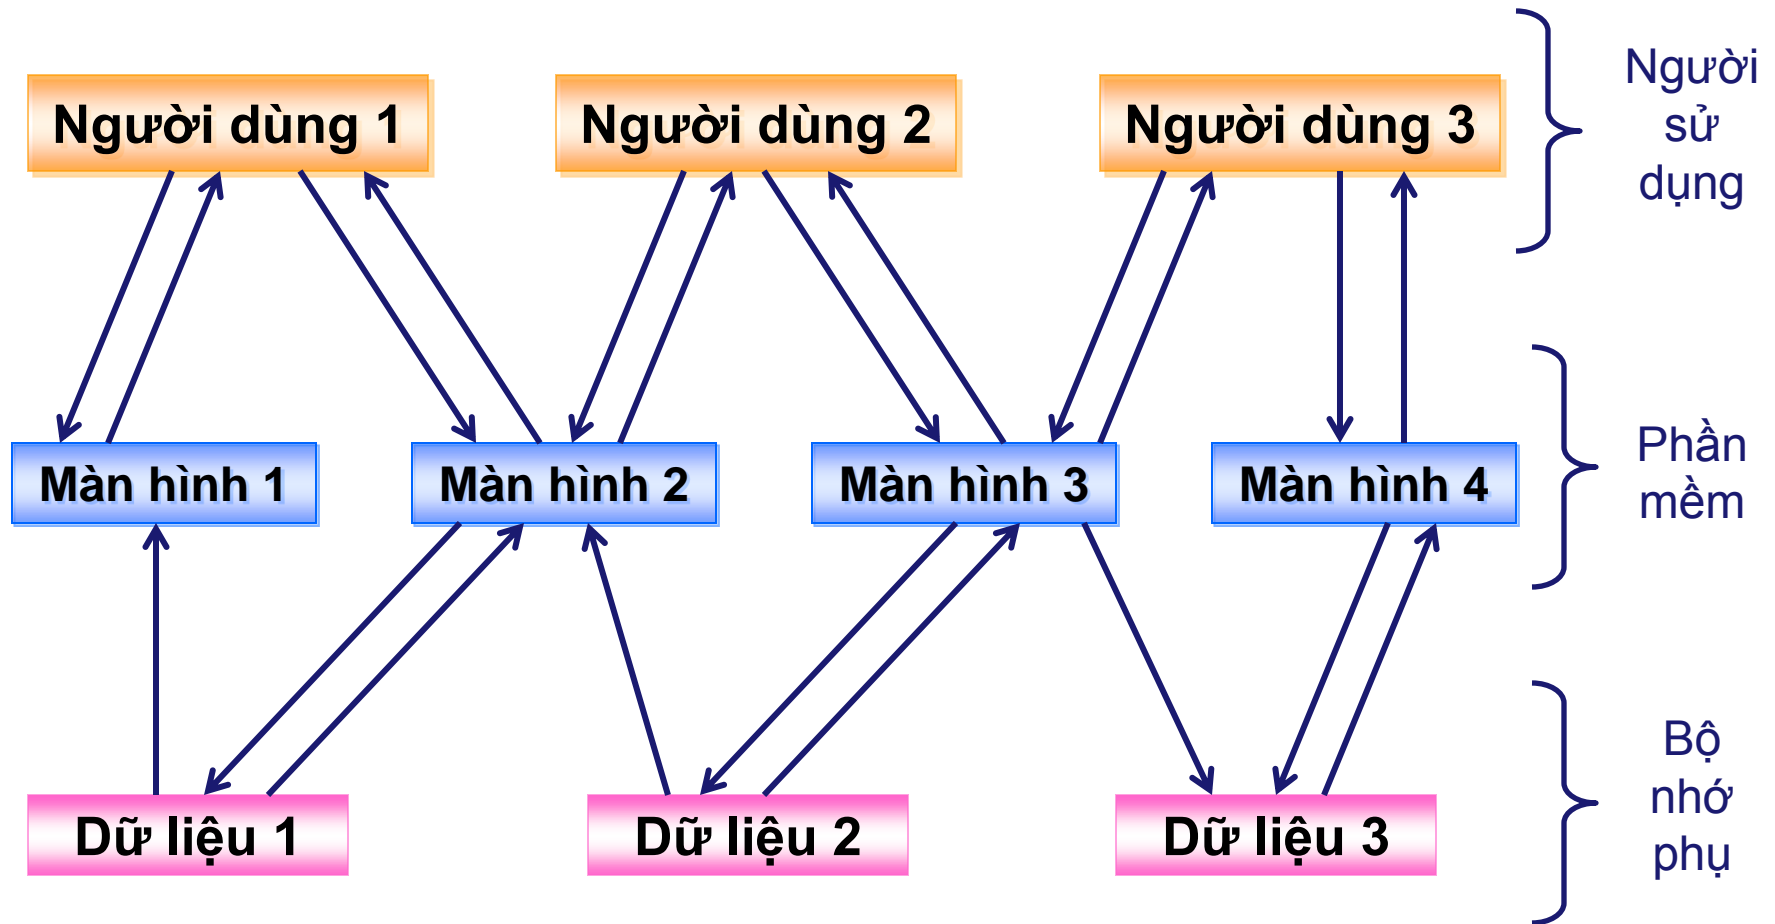 Người dùng 1
Người dùng 2
Người dùng 3
Người
sử
dụng
Màn hình 1
Màn hình 2
Màn hình 3
Màn hình 4
Phần
mềm
Dữ liệu 1
Dữ liệu 2
Dữ liệu 3
Bộ
nhớ
phụ